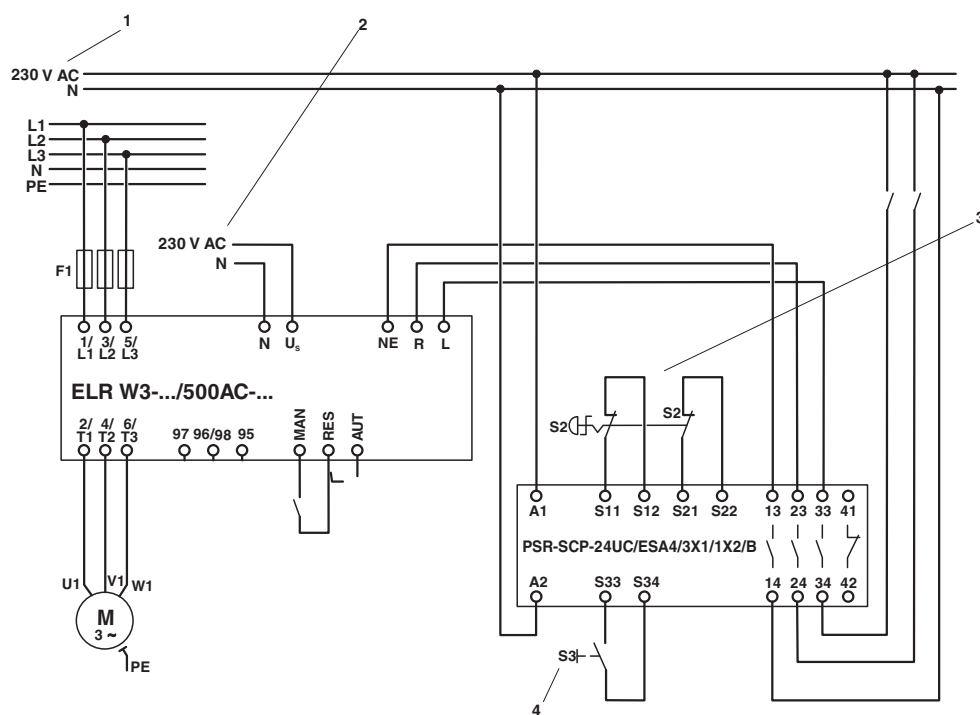 1
2
230 V AC
N
L1
L2
L3
N
PE
3
230 V AC
N
F1
1/ 3/ 5/
L1 L2 L3
N Us NE R L
ELR W3-.../500AC-...
2/ 4/ 6/
T1 T2 T3
97 96/98 95
MAN RES AUT
S2 S2
A1 S11 S12 S21 S22 13 23 33 41
PSR-SCP-24UC/ESA4/3X1/1X2/B
A2 S33 S34 14 24 34 42
U1 V1 W1
M
3 ~
PE
S3
4